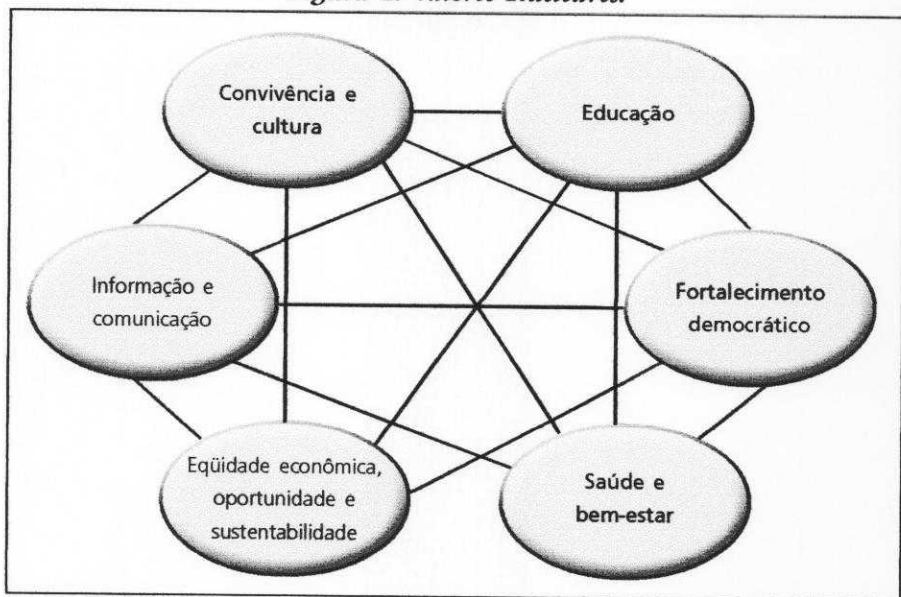 Convivência e
cultura
Educação
Informação e
comunicação
Fortalecimento
democrático
Eqüidade econômica,
oportunidade e
sustentabilidade
Saúde e
bem-estar